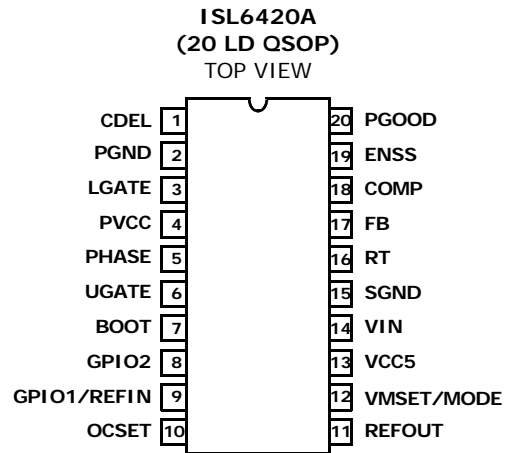 ISL6420A
(20 LD QSOP)
TOP VIEW
CDEL 1
PGND 2
LGATE 3
PVCC 4
PHASE 5
UGATE 6
BOOT 7
GPIO2 8
GPIO1/REFIN 9
OCSET 10
20 PGOOD
19 ENSS
18 COMP
17 FB
16 RT
15 SGND
14 VIN
13 VCC5
12 VMSET/MODE
11 REFOUT